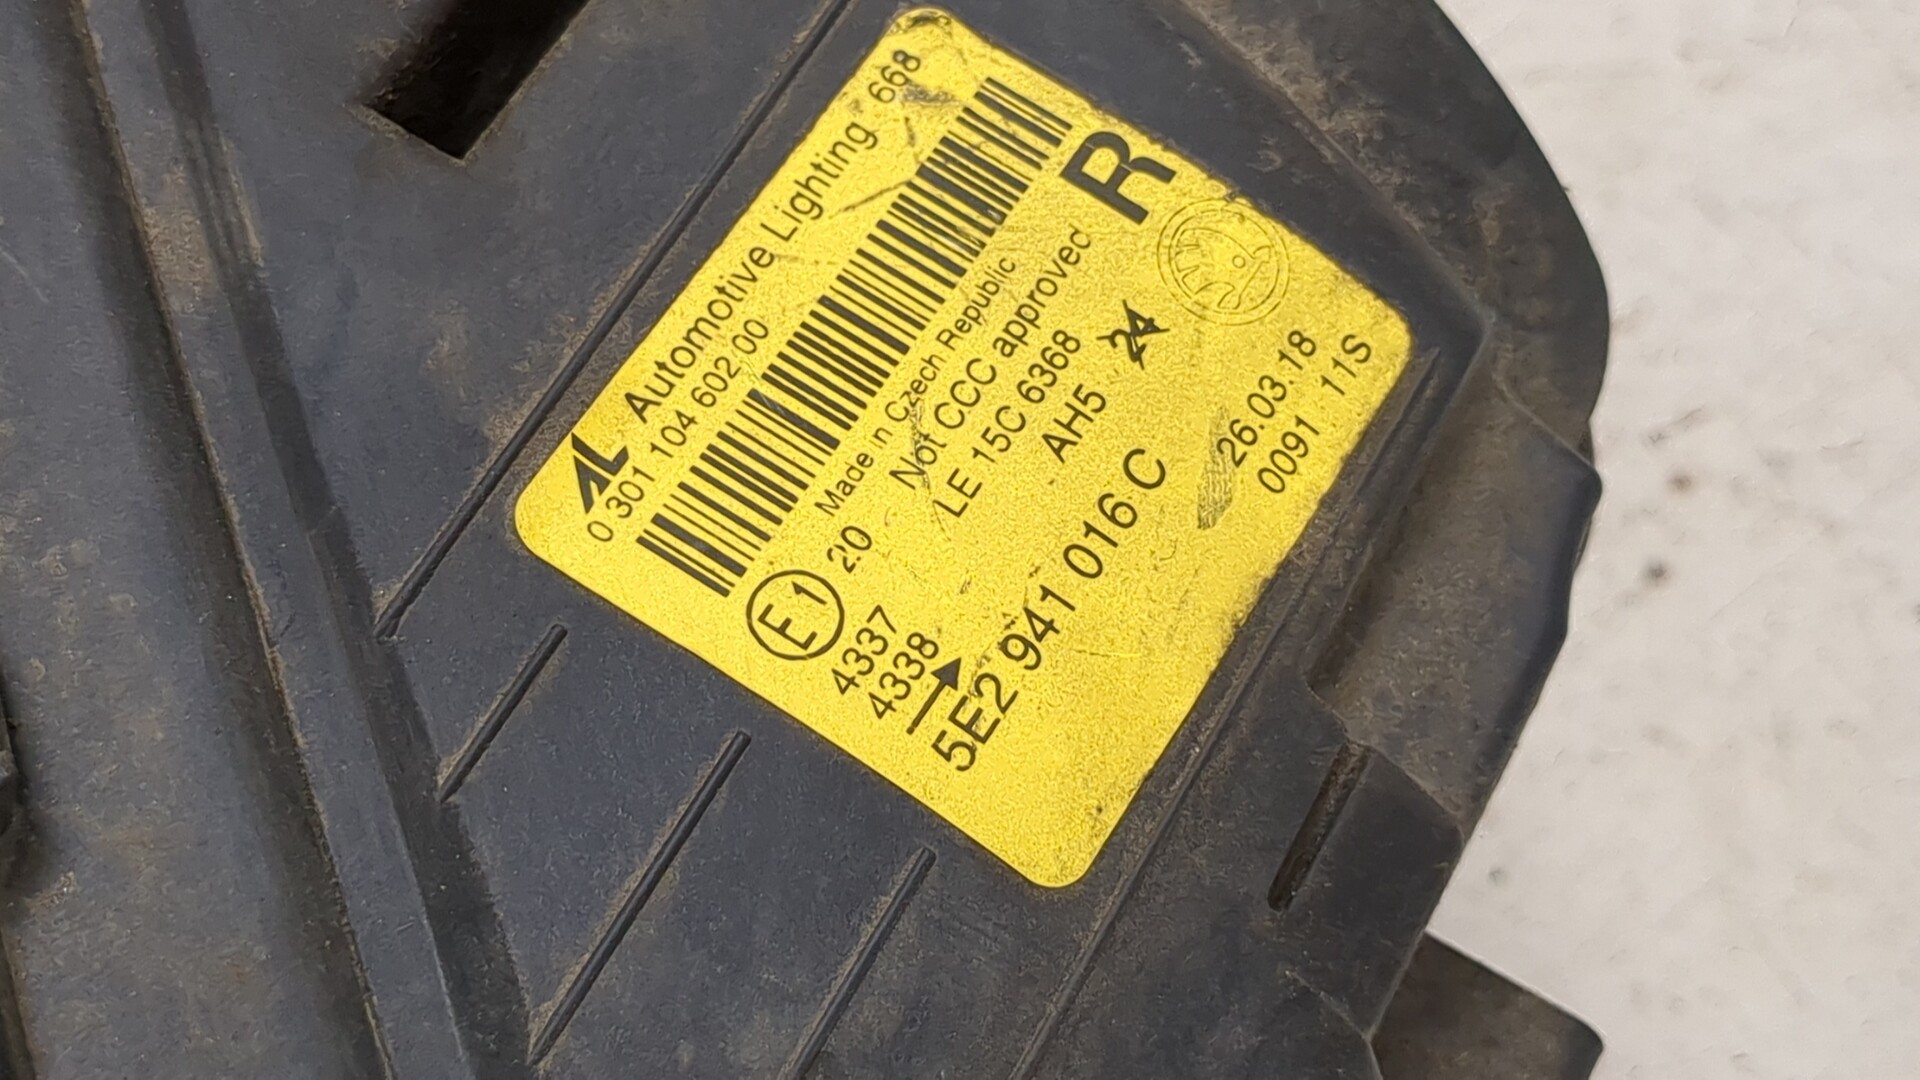 AL Automotive Lighting 668
0 301 104 602 00
R
Made in Czech Republic
Not CCC approved
E1 20
LE 15C 6368
AH5 24
4337
4338
5E2 941 016 C
26.03.18
0091 11S